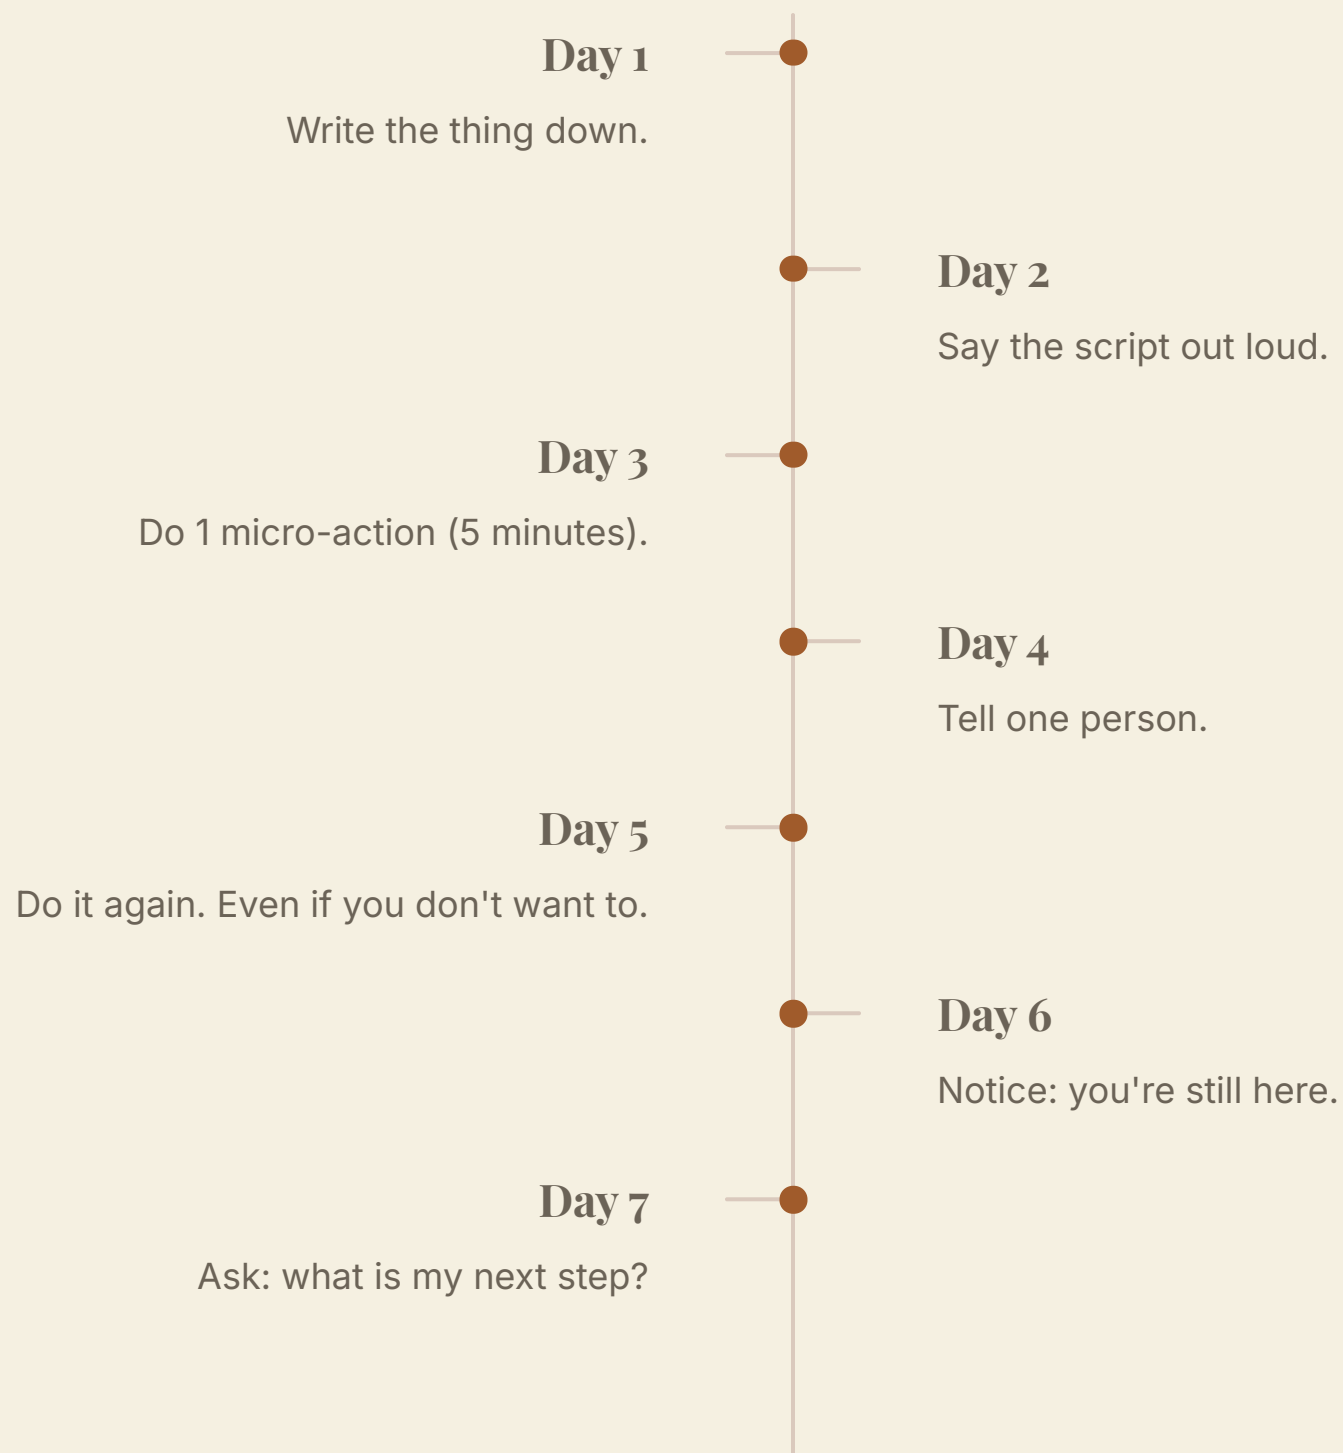 Day 1
Write the thing down.
Day 2
Say the script out loud.
Day 3
Do 1 micro-action (5 minutes).
Day 4
Tell one person.
Day 5
Do it again. Even if you don't want to.
Day 6
Notice: you're still here.
Day 7
Ask: what is my next step?